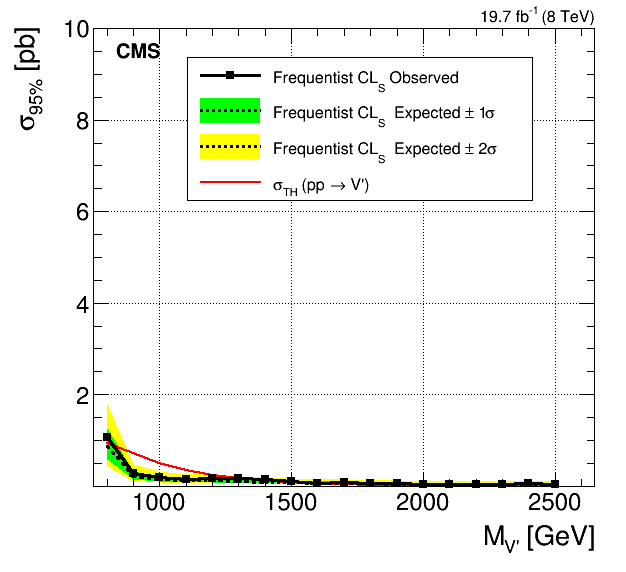 19.7 fb⁻¹ (8 TeV)
CMS
σ95% [pb]
Frequentist CLS Observed
Frequentist CLS Expected ± 1σ
Frequentist CLS Expected ± 2σ
σTH (pp → V')
10
8
6
4
2
1000 1500 2000 2500
MV' [GeV]